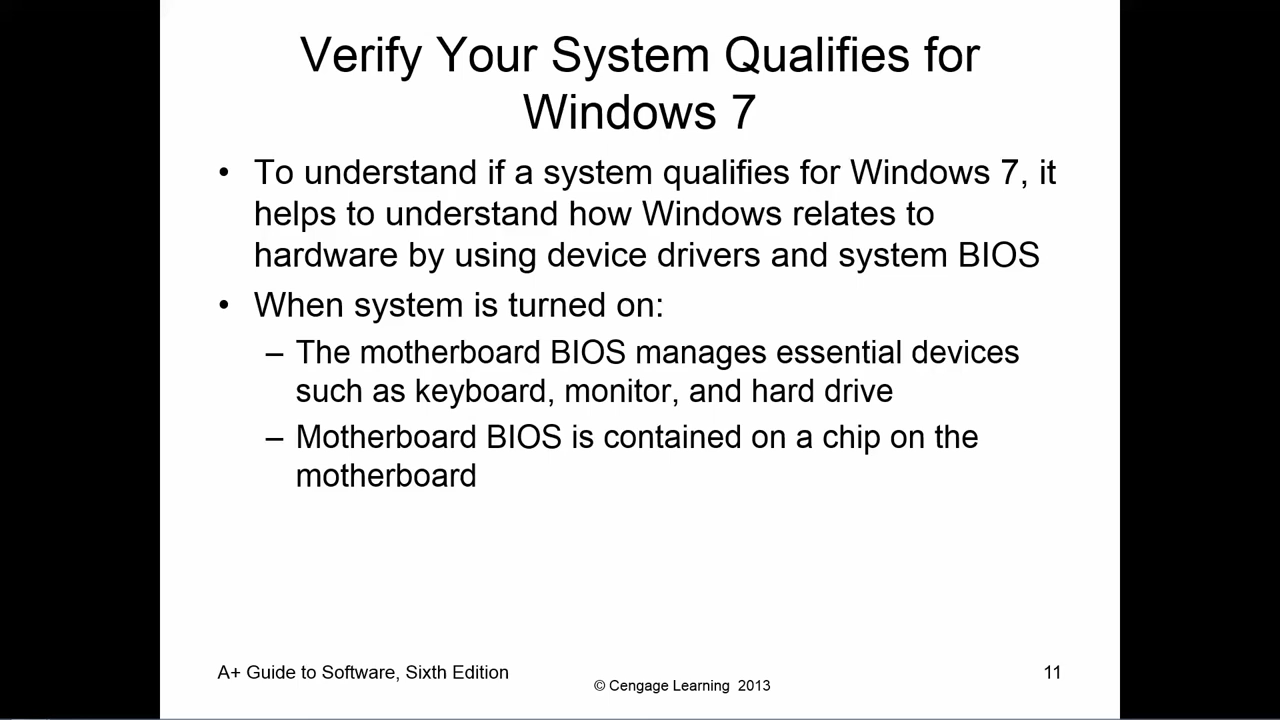 Verify Your System Qualifies for
Windows 7
• To understand if a system qualifies for Windows 7, it
helps to understand how Windows relates to
hardware by using device drivers and system BIOS
• When system is turned on:
– The motherboard BIOS manages essential devices
such as keyboard, monitor, and hard drive
– Motherboard BIOS is contained on a chip on the
motherboard
A+ Guide to Software, Sixth Edition
© Cengage Learning 2013
11